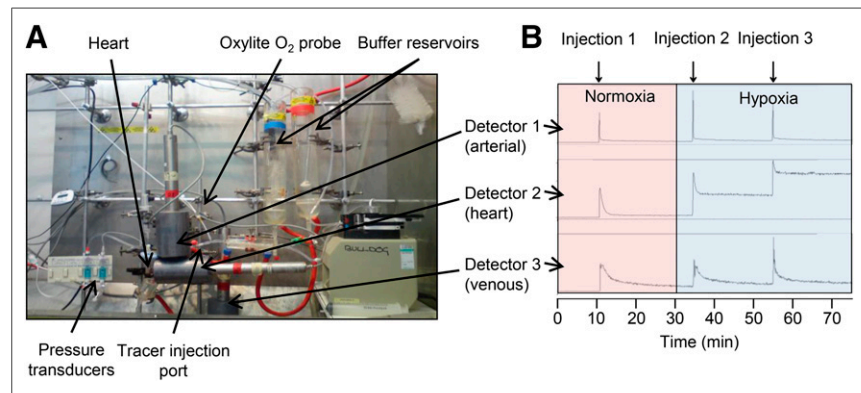 A
Heart
Oxylite O₂ probe
Buffer reservoirs
Detector 1
(arterial)
Detector 2
(heart)
Detector 3
(venous)
Pressure
transducers
Tracer injection
port
B
Injection 1
Injection 2
Injection 3
Normoxia
Hypoxia
0
10
20
30
40
50
60
70
Time (min)